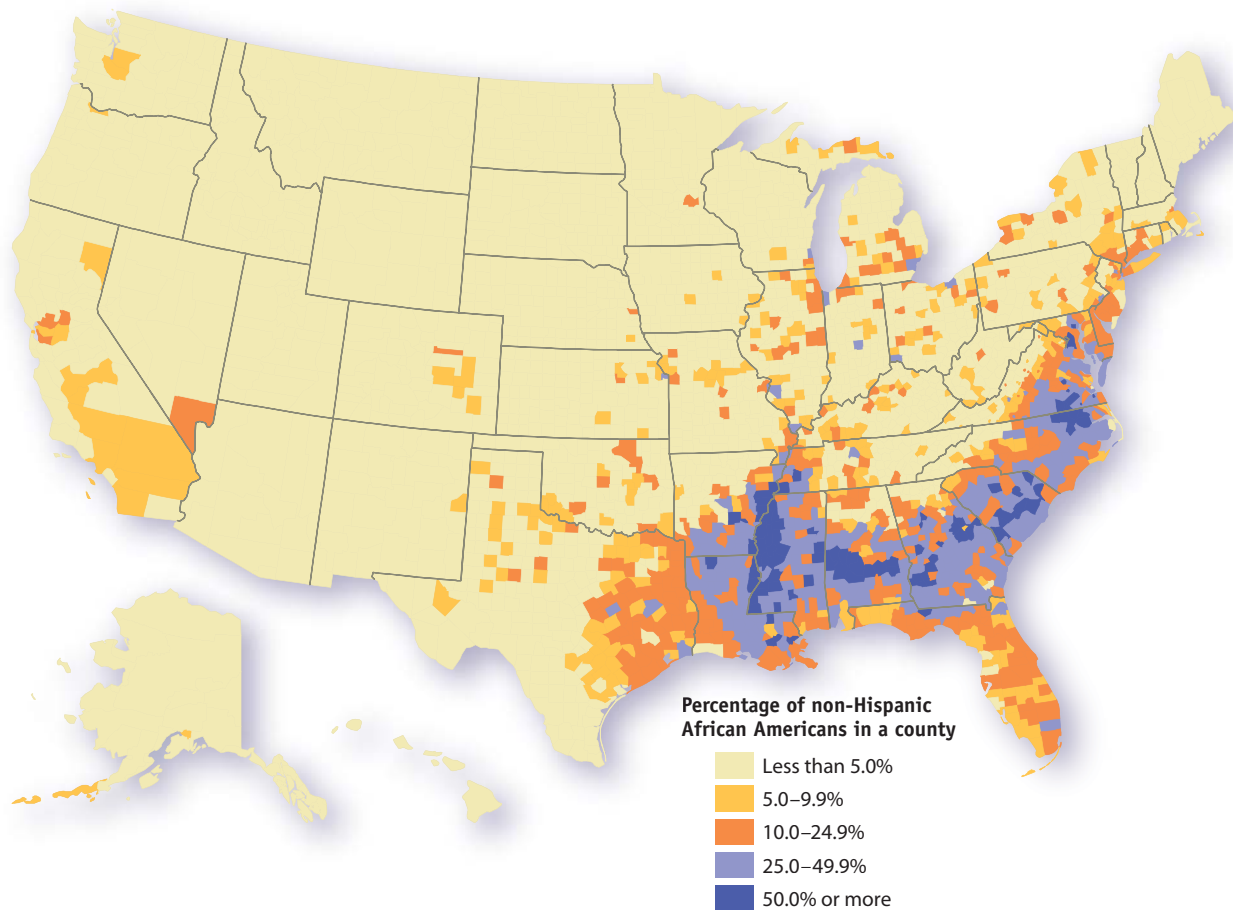 Percentage of non-Hispanic
African Americans in a county
Less than 5.0%
5.0–9.9%
10.0–24.9%
25.0–49.9%
50.0% or more